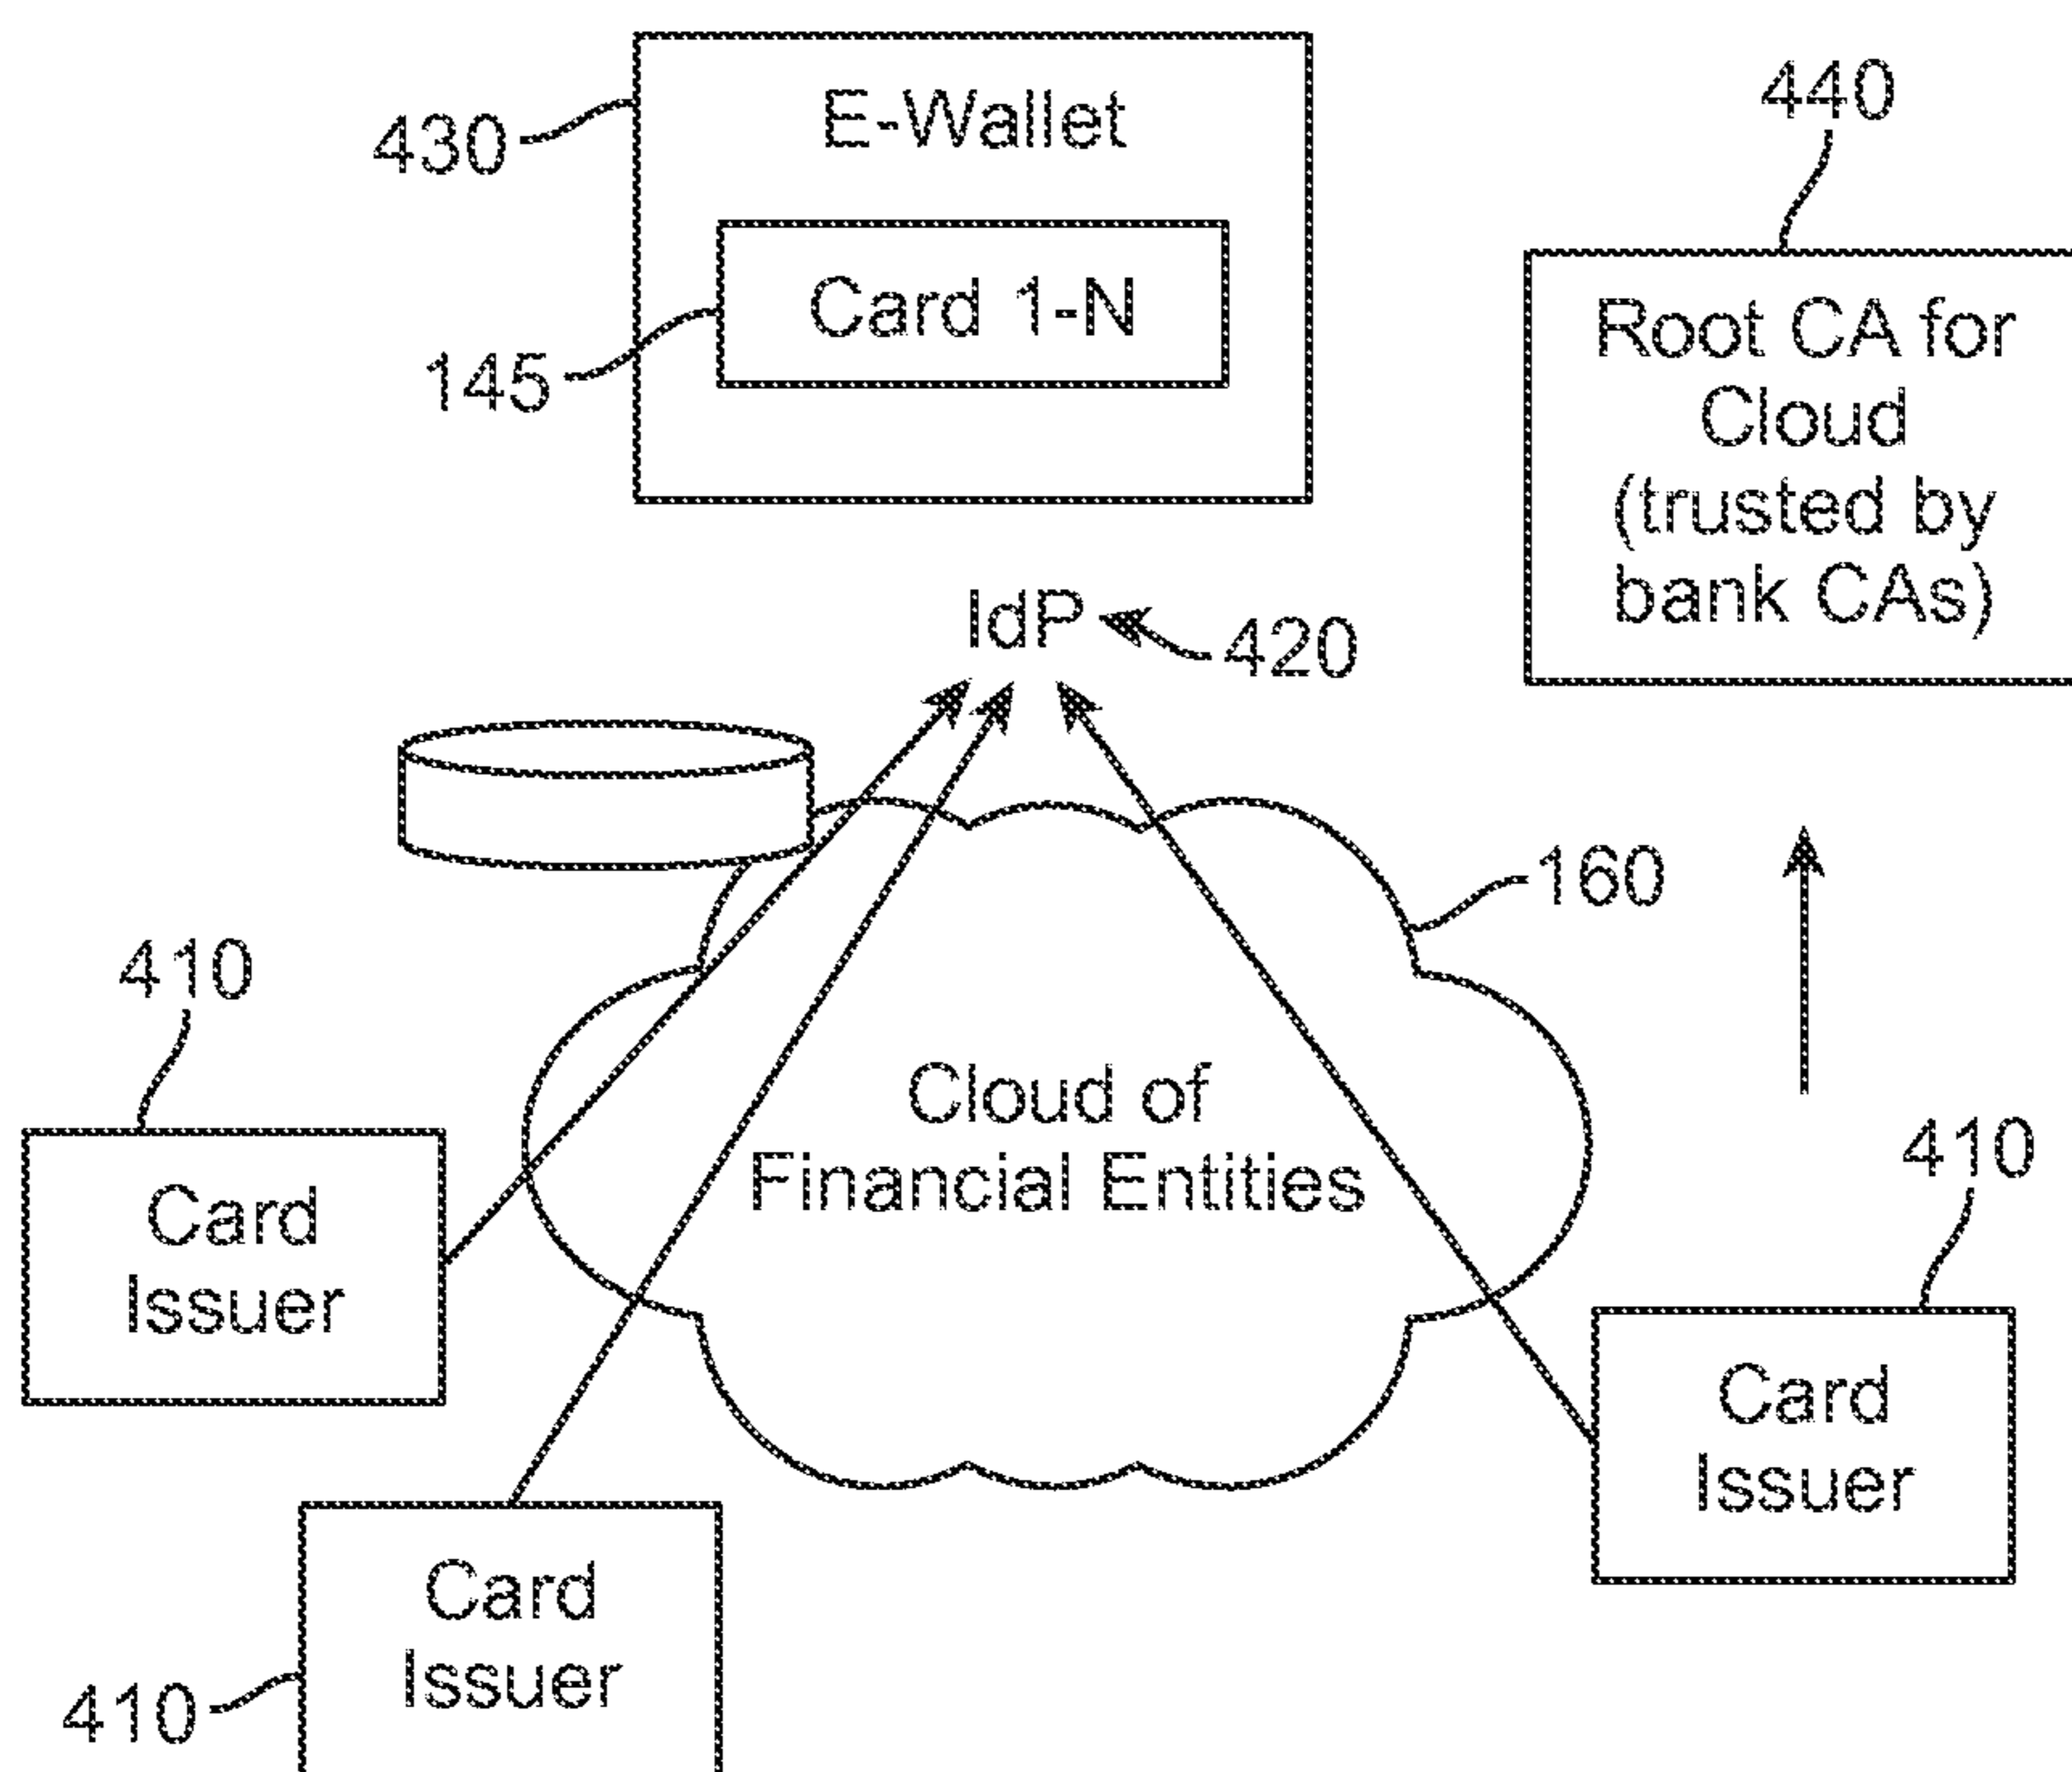 E-Wallet
430
Card 1-N
145
440
Root CA for
Cloud
(trusted by
bank CAs)
IdP
420
160
Cloud of
Financial Entities
410
Card
Issuer
410
Card
Issuer
410
Card
Issuer